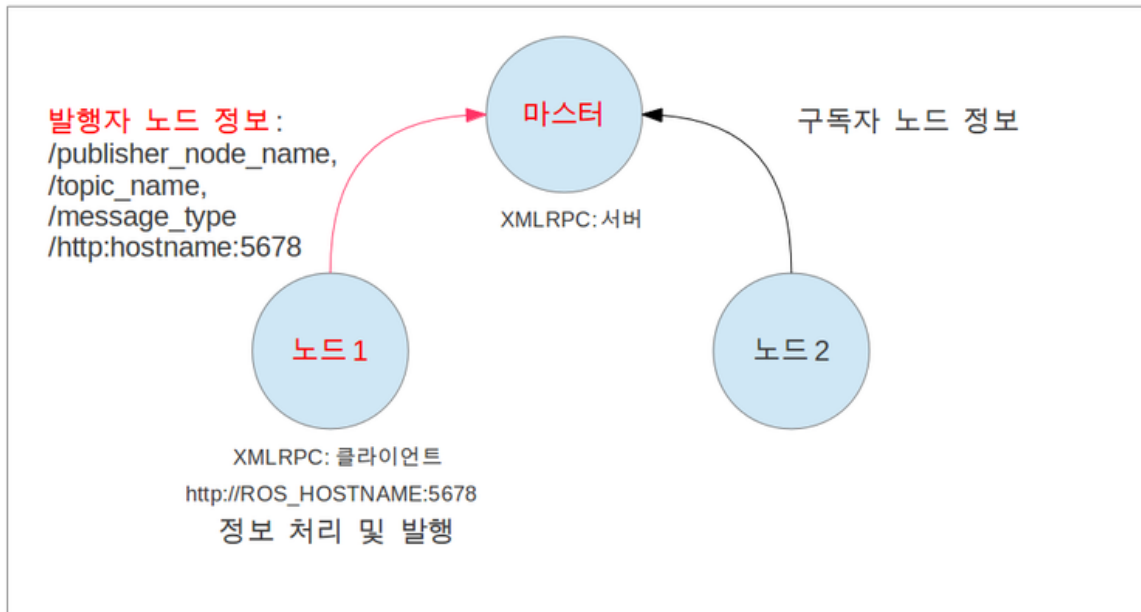 마스터
발행자 노드 정보:
/publisher_node_name,
/topic_name,
/message_type
/http:hostname:5678
구독자 노드 정보
XMLRPC: 서버
노드 1
노드 2
XMLRPC: 클라이언트
http://ROS_HOSTNAME:5678
정보 처리 및 발행